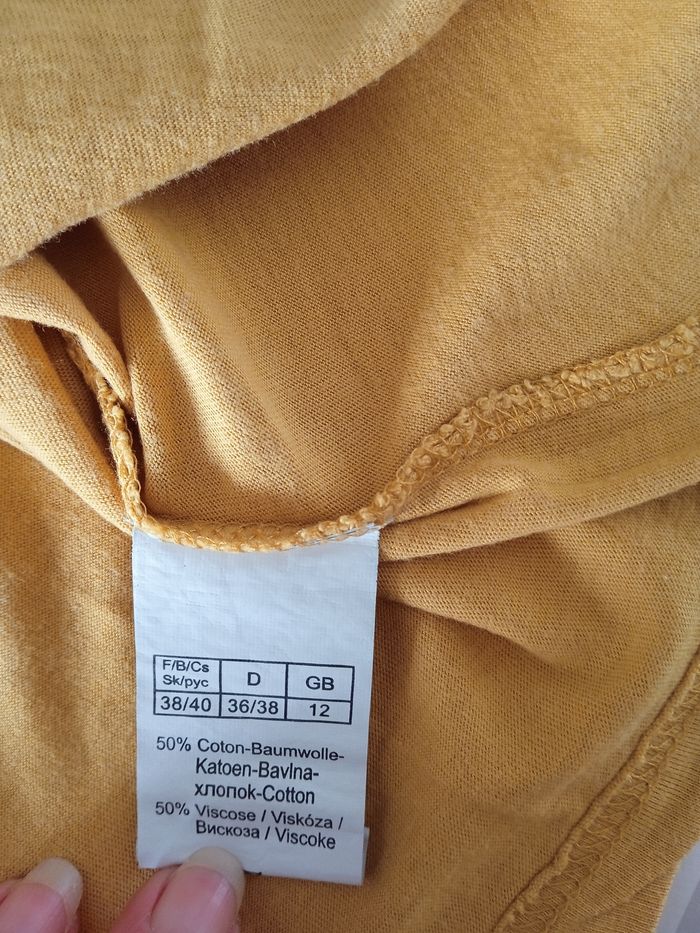 F/B/Cs D GB
Sk/рус
38/40 36/38 12
50% Coton-Baumwolle-
Katoen-Bavlna-
хлопок-Cotton
50% Viscose / Viskóza /
Вискоза / Viscoke